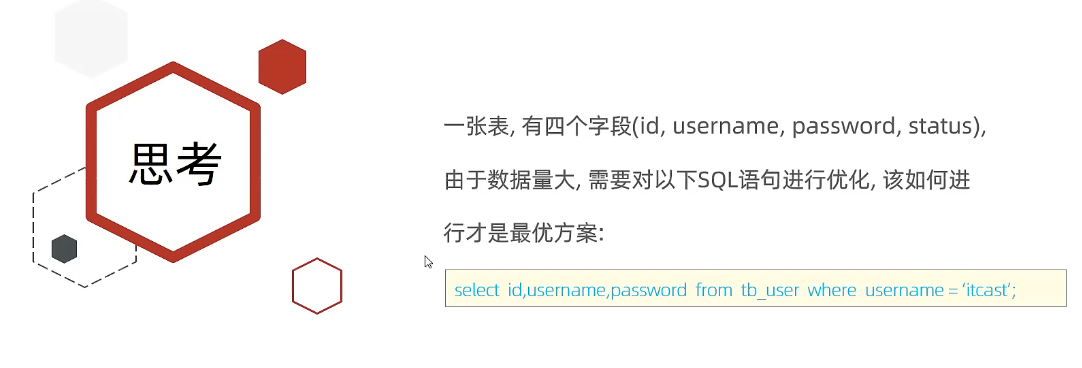 思考
一张表, 有四个字段(id, username, password, status),
由于数据量大, 需要对以下SQL语句进行优化, 该如何进
行才是最优方案:
select id,username,password from tb_user where username = ‘itcast’;